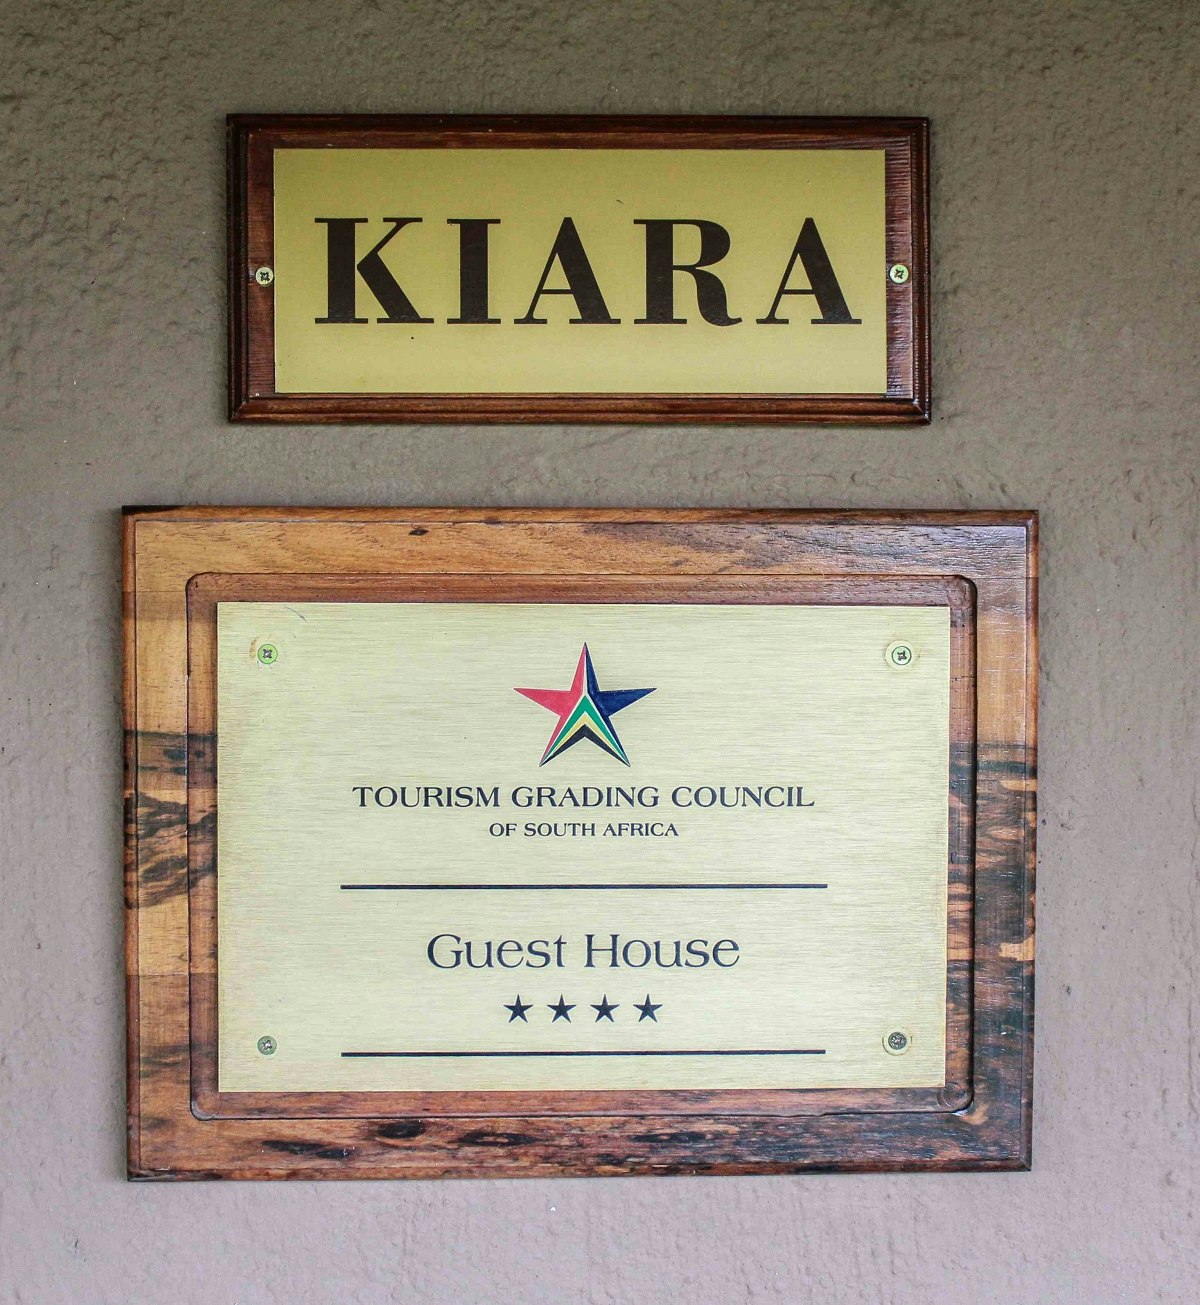 KIARA
TOURISM GRADING COUNCIL
OF SOUTH AFRICA
Guest House
★★★★